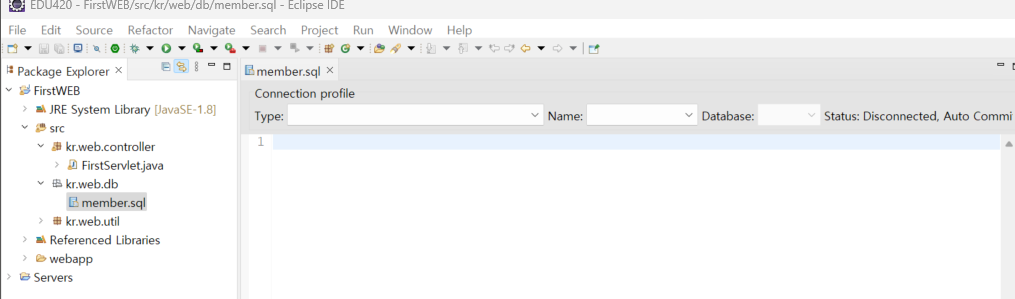 EDU420 - FirstWEB/src/kr/web/db/member.sql - Eclipse IDE
File Edit Source Refactor Navigate Search Project Run Window Help
Package Explorer
member.sql
FirstWEB
Connection profile
JRE System Library [JavaSE-1.8]
Type: Name: Database: Status: Disconnected, Auto Commi
src
1
kr.web.controller
FirstServlet.java
kr.web.db
member.sql
kr.web.util
Referenced Libraries
webapp
Servers